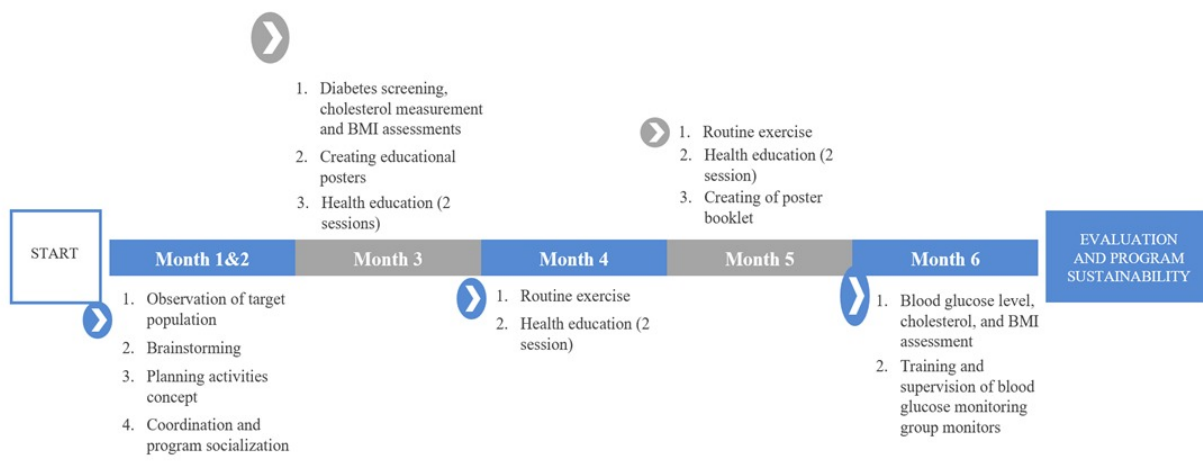 START
Month 1&2
1. Observation of target
population
2. Brainstorming
3. Planning activities
concept
4. Coordination and
program socialization
1. Diabetes screening,
cholesterol measurement
and BMI assessments
2. Creating educational
posters
3. Health education (2
sessions)
Month 3
Month 4
1. Routine exercise
2. Health education (2
session)
1. Routine exercise
2. Health education (2
session)
3. Creating of poster
booklet
Month 5
Month 6
1. Blood glucose level,
cholesterol, and BMI
assessment
2. Training and
supervision of blood
glucose monitoring
group monitors
EVALUATION
AND PROGRAM
SUSTAINABILITY